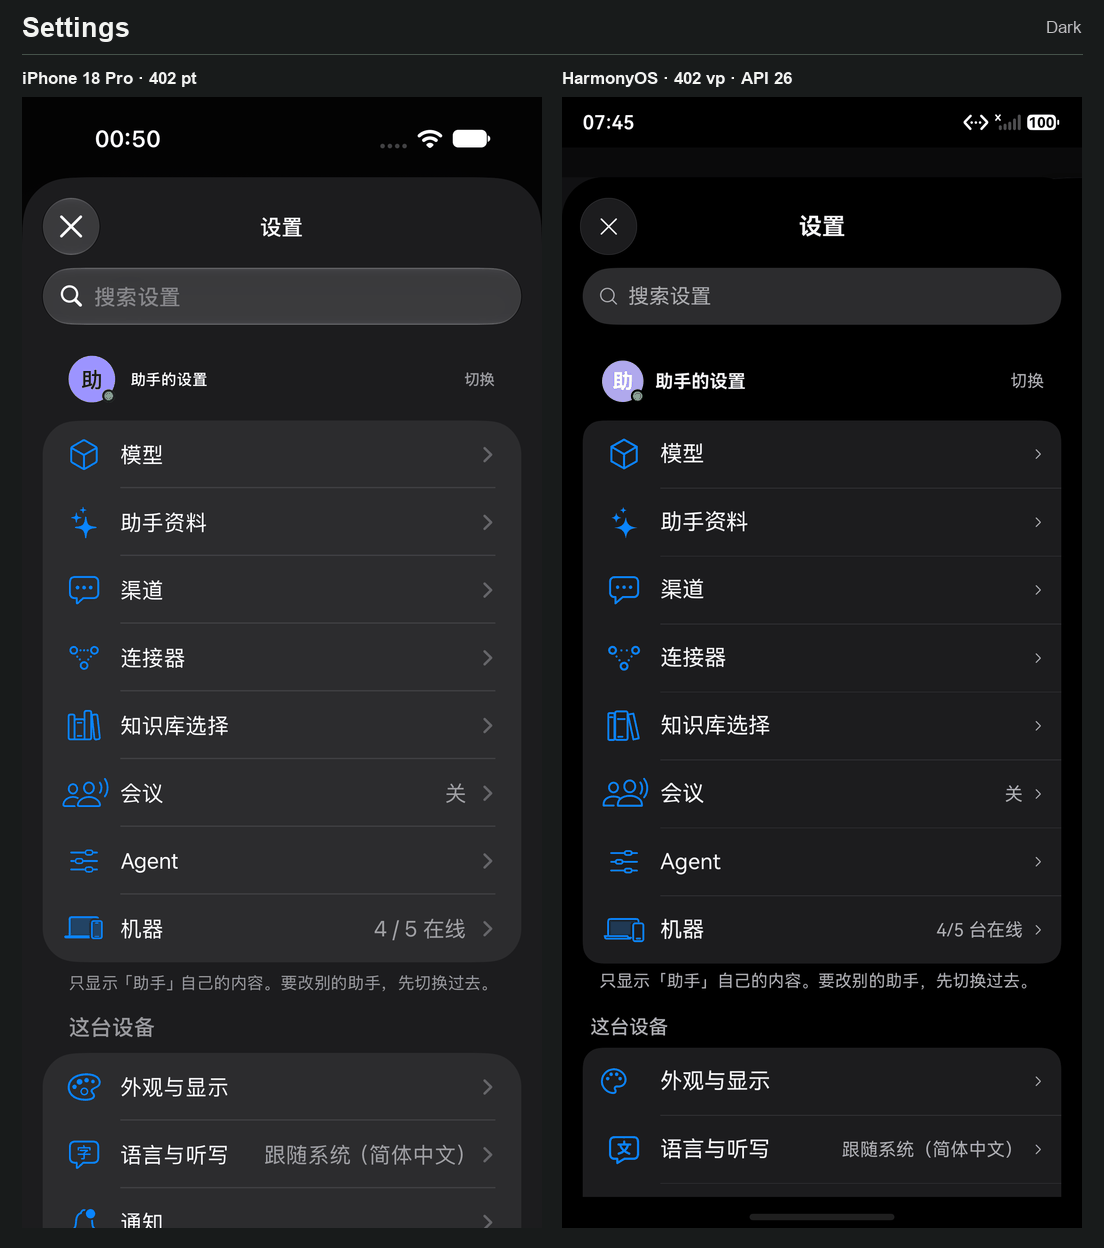 Settings
Dark
iPhone 18 Pro · 402 pt
00:50
设置
搜索设置
助
助手的设置
切换
模型
助手资料
渠道
连接器
知识库选择
会议
关
Agent
机器
4 / 5 在线
只显示「助手」自己的内容。要改别的助手，先切换过去。
这台设备
外观与显示
字
语言与听写
跟随系统（简体中文）
通知
HarmonyOS · 402 vp · API 26
07:45
100
设置
搜索设置
助
助手的设置
切换
模型
助手资料
渠道
连接器
知识库选择
会议
关
Agent
机器
4/5 台在线
只显示「助手」自己的内容。要改别的助手，先切换过去。
这台设备
外观与显示
文
语言与听写
跟随系统（简体中文）